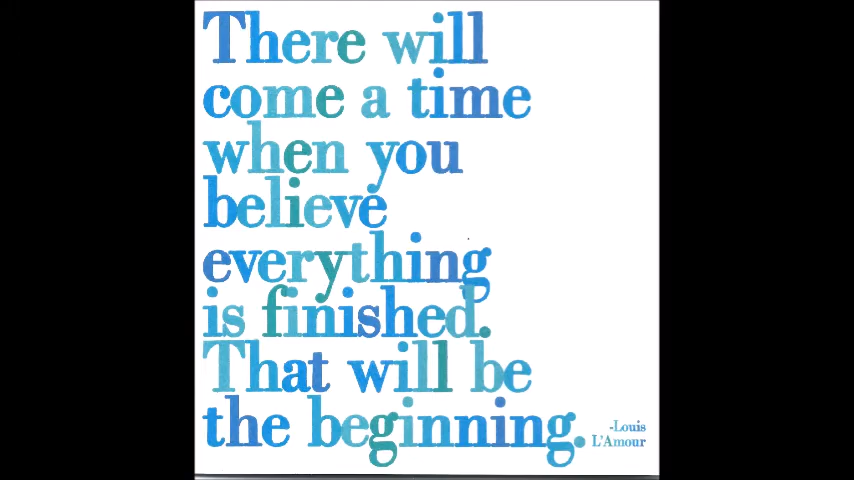 There will
come a time
when you
believe
everything
is finished.
That will be
the beginning.
-Louis
L'Amour